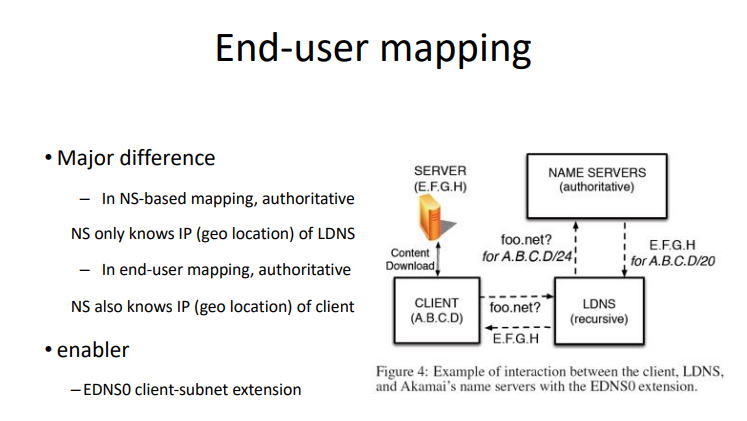 End-user mapping
• Major difference
– In NS-based mapping, authoritative
NS only knows IP (geo location) of LDNS
– In end-user mapping, authoritative
NS also knows IP (geo location) of client
• enabler
–EDNS0 client-subnet extension
SERVER
(E.F.G.H)
NAME SERVERS
(authoritative)
foo.net?
for A.B.C.D/24
E.F.G.H
for A.B.C.D/20
Content
Download
CLIENT
(A.B.C.D)
foo.net?
E.F.G.H
LDNS
(recursive)
Figure 4: Example of interaction between the client, LDNS,
and Akamai's name servers with the EDNS0 extension.